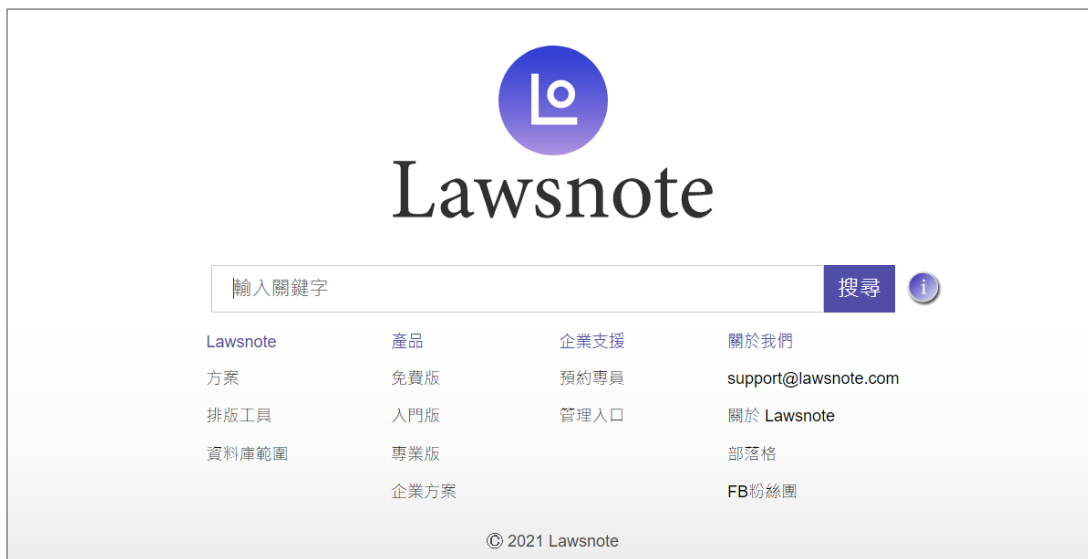 Lawsnote
輸入關鍵字 搜尋 i
Lawsnote 產品 企業支援 關於我們
方案 免費版 預約專員 support@lawsnote.com
排版工具 入門版 管理入口 關於 Lawsnote
資料庫範圍 專業版 部落格
企業方案 FB粉絲團
© 2021 Lawsnote